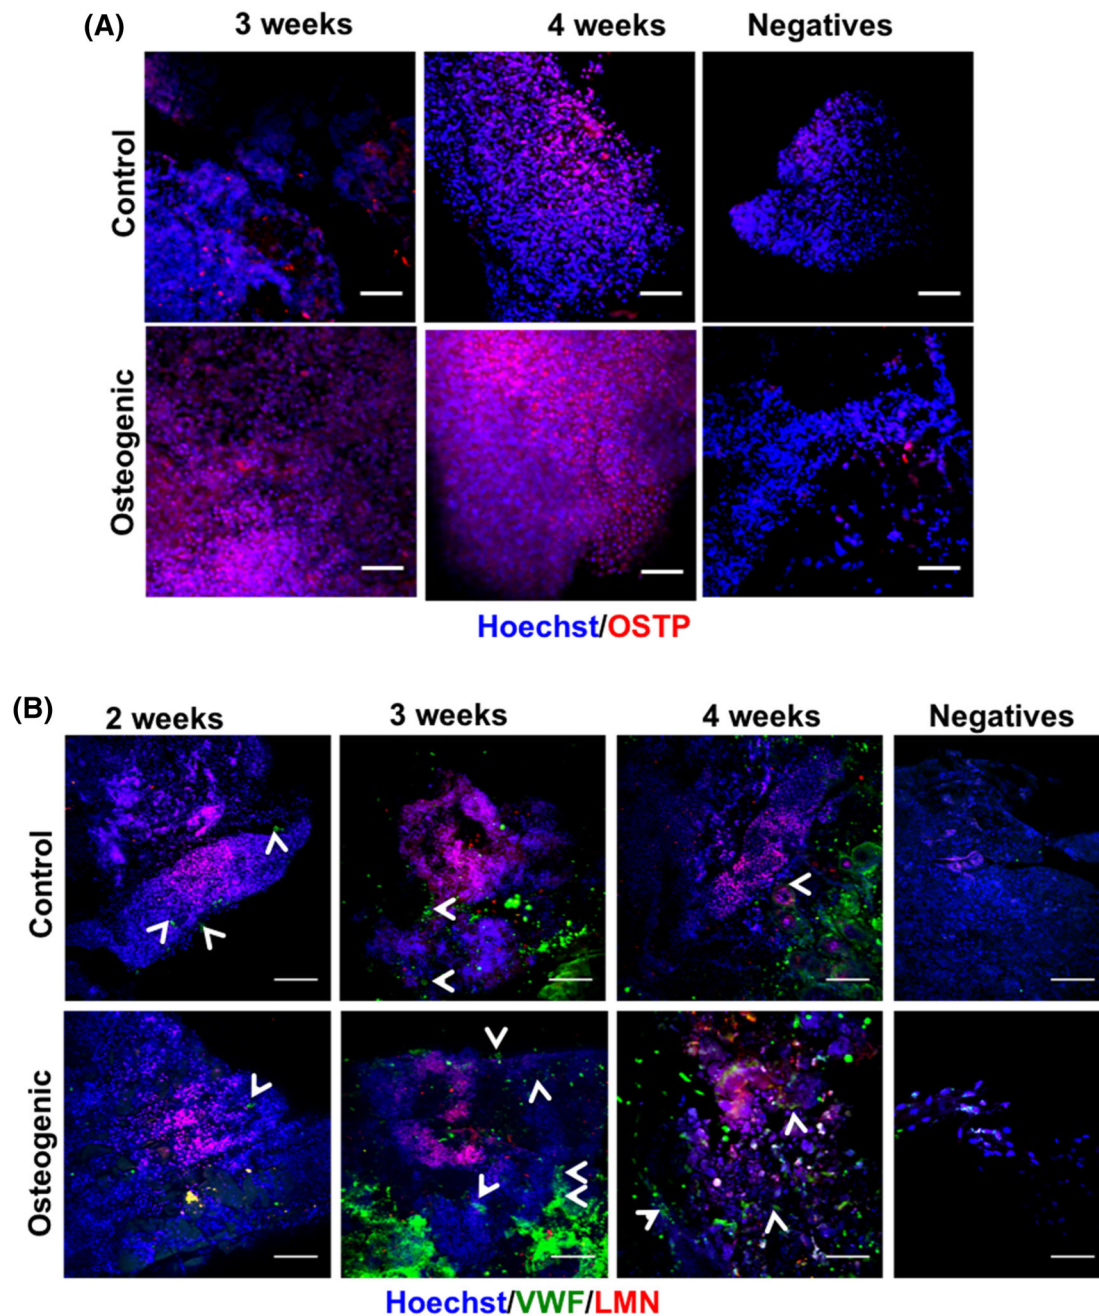 (A)
3 weeks
4 weeks
Negatives
Control
Osteogenic
Hoechst/OSTP
(B)
2 weeks
3 weeks
4 weeks
Negatives
Control
Osteogenic
Hoechst/VWF/LMN